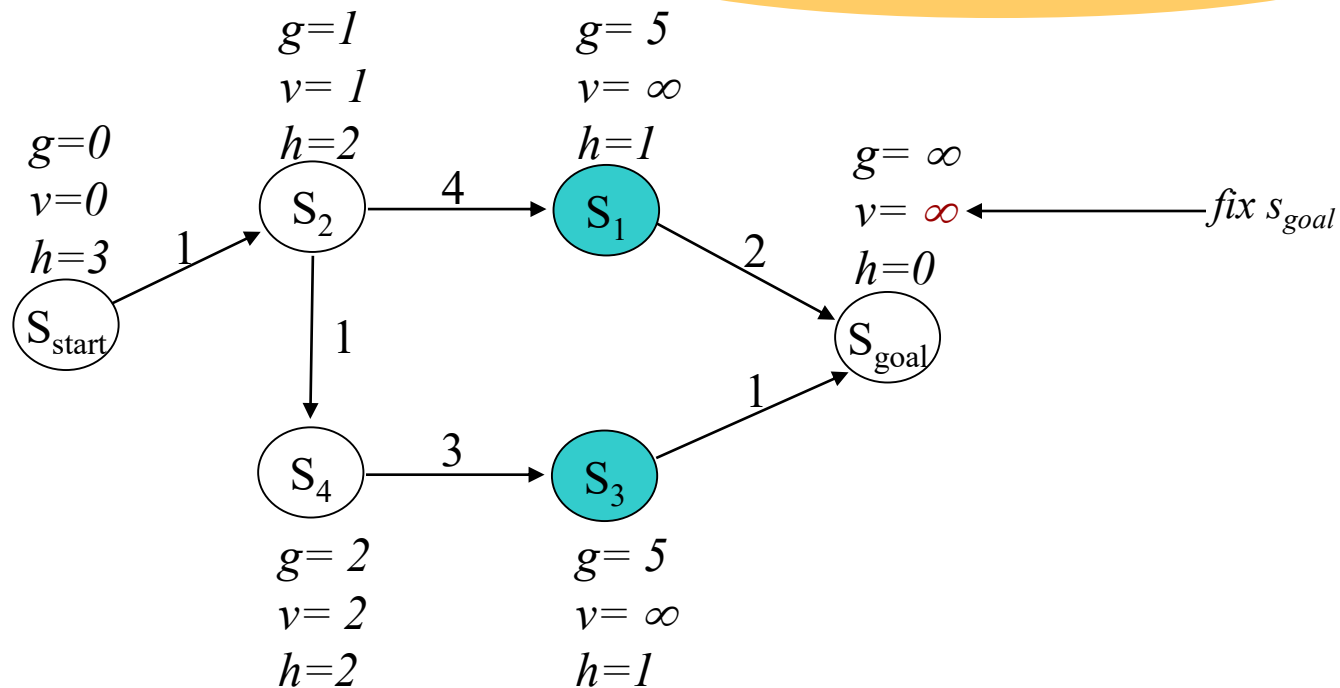 g=1
v= 1
h=2
g= 5
v= ∞
h=1
g=0
v=0
h=3
g= ∞
v= ∞
h=0
fix s_goal
S_2
4
S_1
1
2
S_start
1
S_goal
1
S_4
3
S_3
g= 2
v= 2
h=2
g= 5
v= ∞
h=1